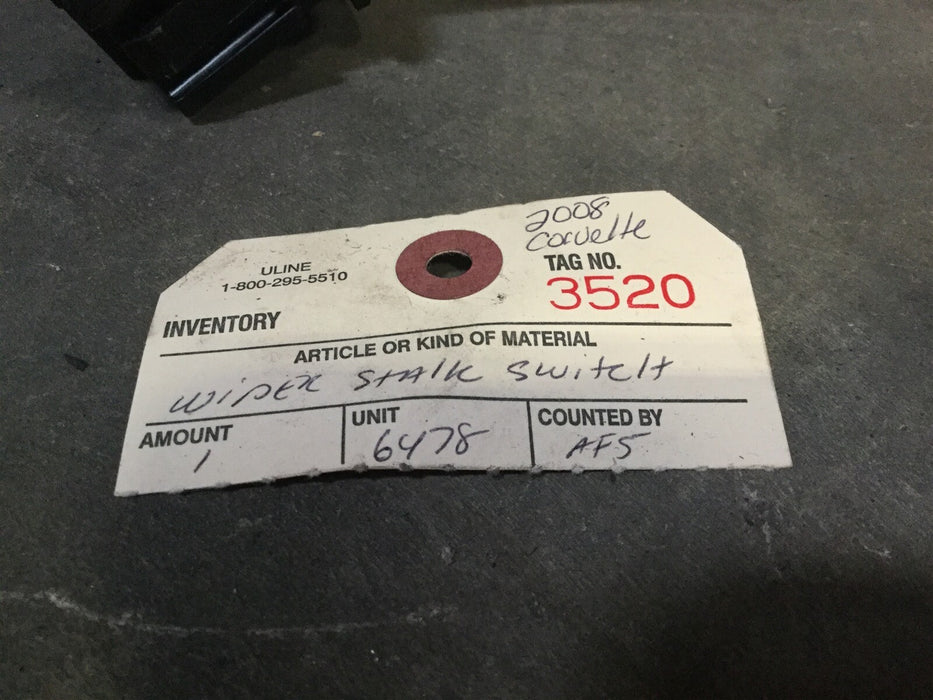 2008
Corvette
ULINE
1-800-295-5510
TAG NO.
3520
INVENTORY
ARTICLE OR KIND OF MATERIAL
WIPER STALK SWITCH
AMOUNT
1
UNIT
6478
COUNTED BY
AFS